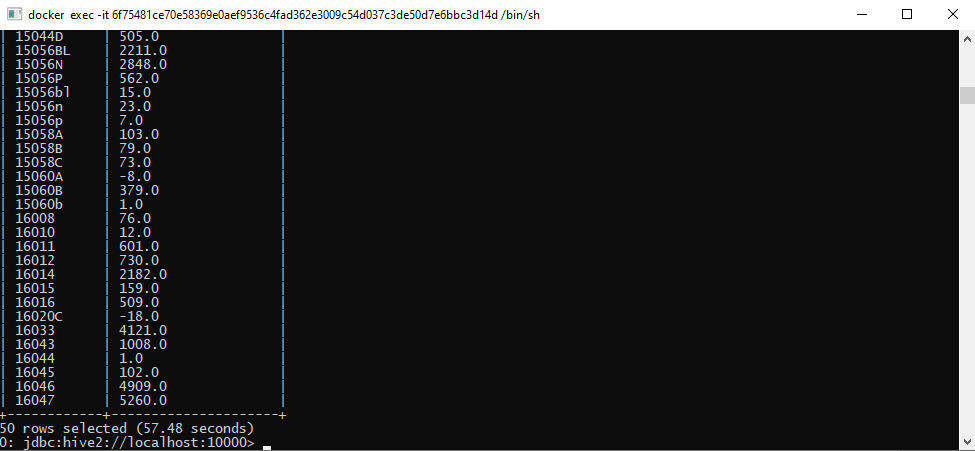 docker exec -it 6f75481ce70e58369e0aef9536c4fad362e3009c54d037c3de50d7e6bbc3d14d /bin/sh
| 15044D | 505.0 |
| 15056BL | 2211.0 |
| 15056N | 2848.0 |
| 15056P | 562.0 |
| 15056bl | 15.0 |
| 15056n | 23.0 |
| 15056p | 7.0 |
| 15058A | 103.0 |
| 15058B | 79.0 |
| 15058C | 73.0 |
| 15060A | -8.0 |
| 15060B | 379.0 |
| 15060b | 1.0 |
| 16008 | 76.0 |
| 16010 | 12.0 |
| 16011 | 601.0 |
| 16012 | 730.0 |
| 16014 | 2182.0 |
| 16015 | 159.0 |
| 16016 | 509.0 |
| 16020C | -18.0 |
| 16033 | 4121.0 |
| 16043 | 1008.0 |
| 16044 | 1.0 |
| 16045 | 102.0 |
| 16046 | 4909.0 |
| 16047 | 5260.0 |
+------------+----------------------+
50 rows selected (57.48 seconds)
0: jdbc:hive2://localhost:10000>